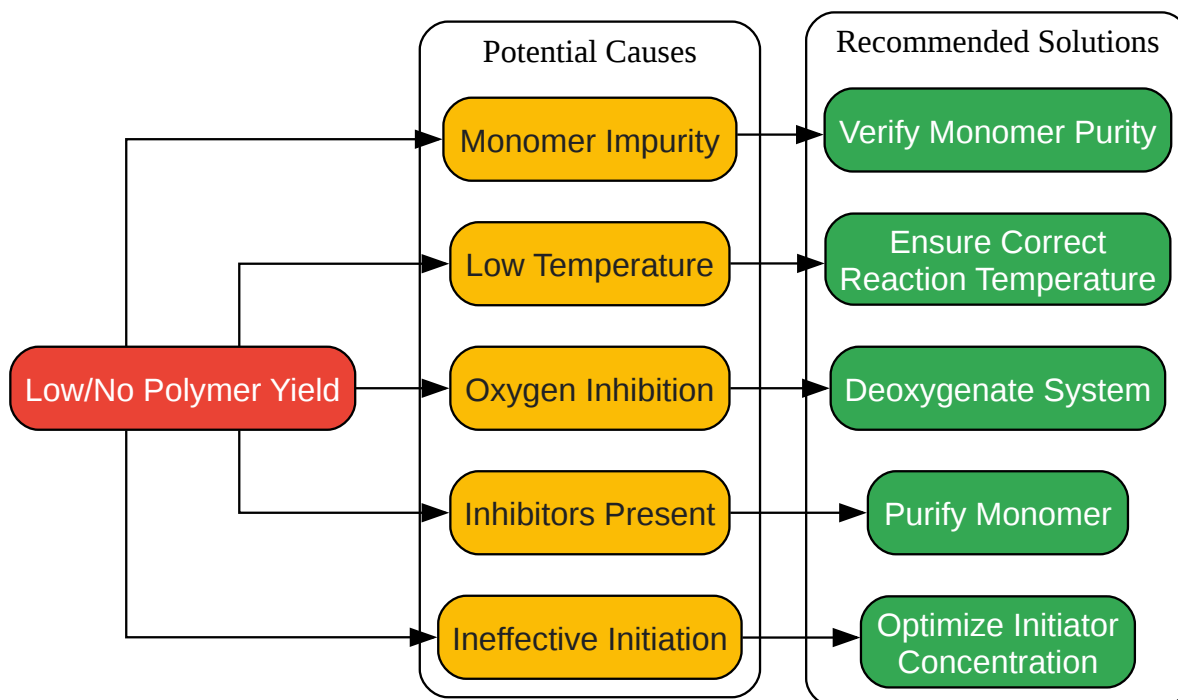 Potential Causes
Recommended Solutions
Monomer Impurity
Verify Monomer Purity
Low Temperature
Ensure Correct
Reaction Temperature
Low/No Polymer Yield
Oxygen Inhibition
Deoxygenate System
Inhibitors Present
Purify Monomer
Ineffective Initiation
Optimize Initiator
Concentration